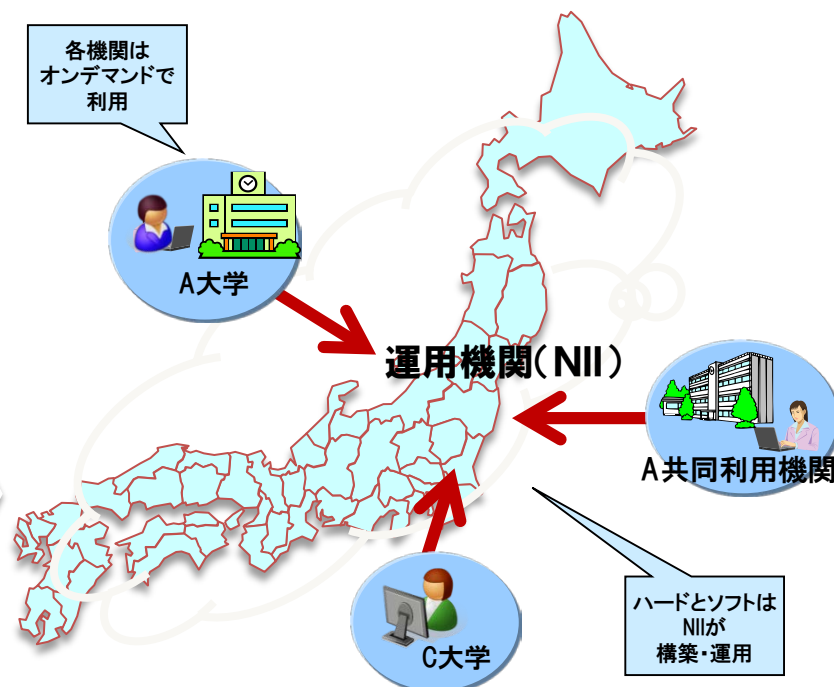 各機関は
オンデマンドで
利用
A大学
運用機関(NII)
A共同利用機関
C大学
ハードとソフトは
NIIが
構築・運用